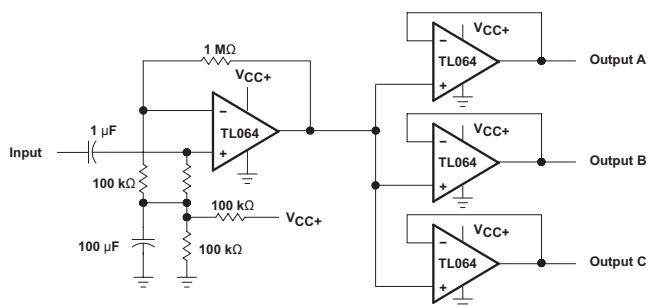 1 MΩ
VCC+
TL064
1 µF
Input
100 kΩ
100 kΩ
VCC+
100 µF
100 kΩ
VCC+
TL064
Output A
VCC+
TL064
Output B
VCC+
TL064
Output C